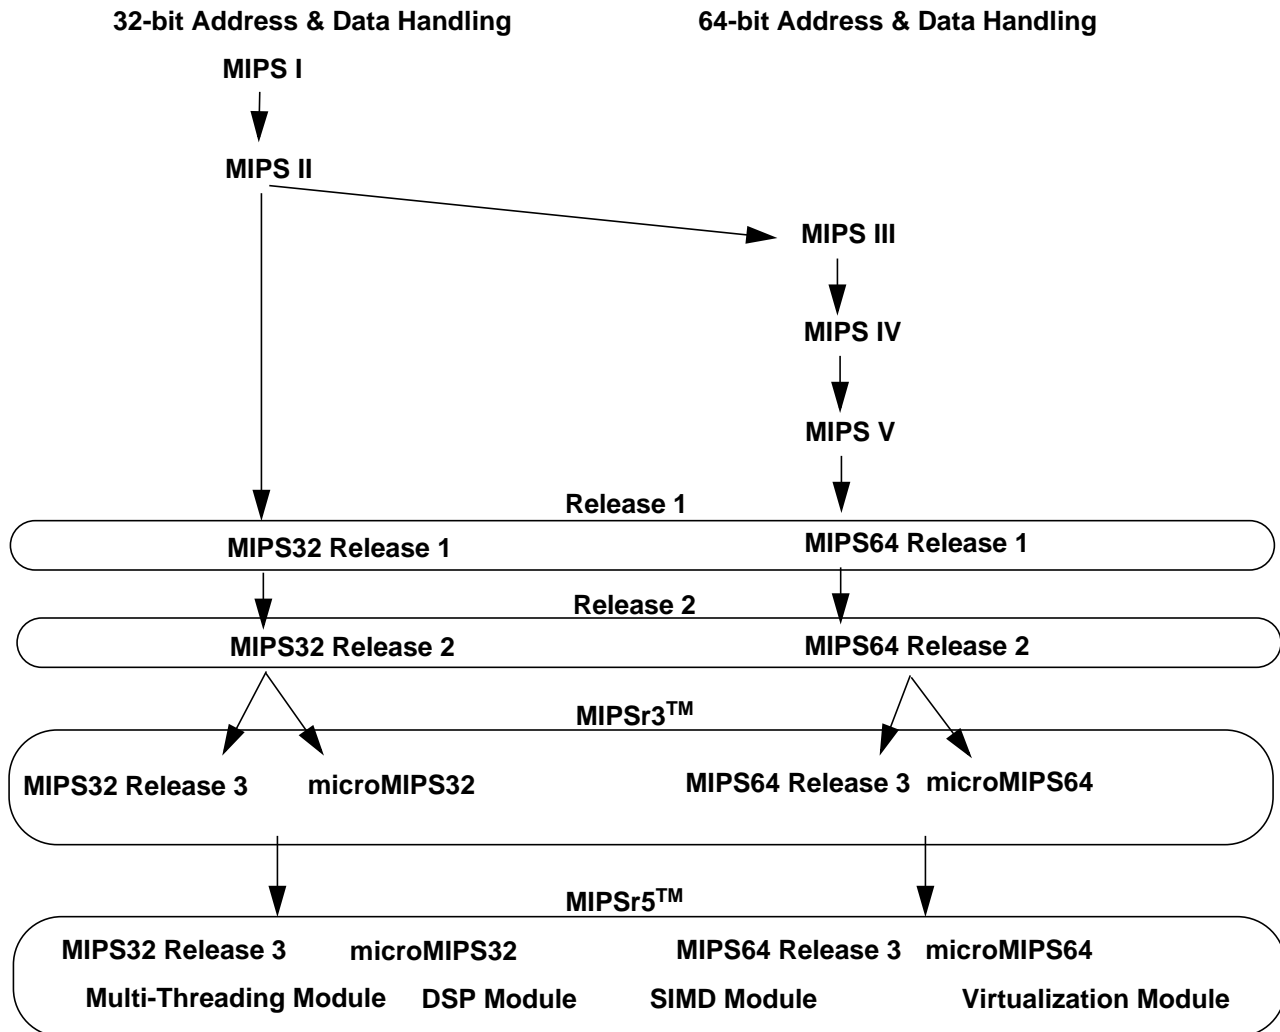 32-bit Address & Data Handling
64-bit Address & Data Handling
MIPS I
MIPS II
MIPS III
MIPS IV
MIPS V
Release 1
MIPS32 Release 1
MIPS64 Release 1
Release 2
MIPS32 Release 2
MIPS64 Release 2
MIPSr3™
MIPS32 Release 3
microMIPS32
MIPS64 Release 3
microMIPS64
MIPSr5™
MIPS32 Release 3
microMIPS32
MIPS64 Release 3
microMIPS64
Multi-Threading Module
DSP Module
SIMD Module
Virtualization Module